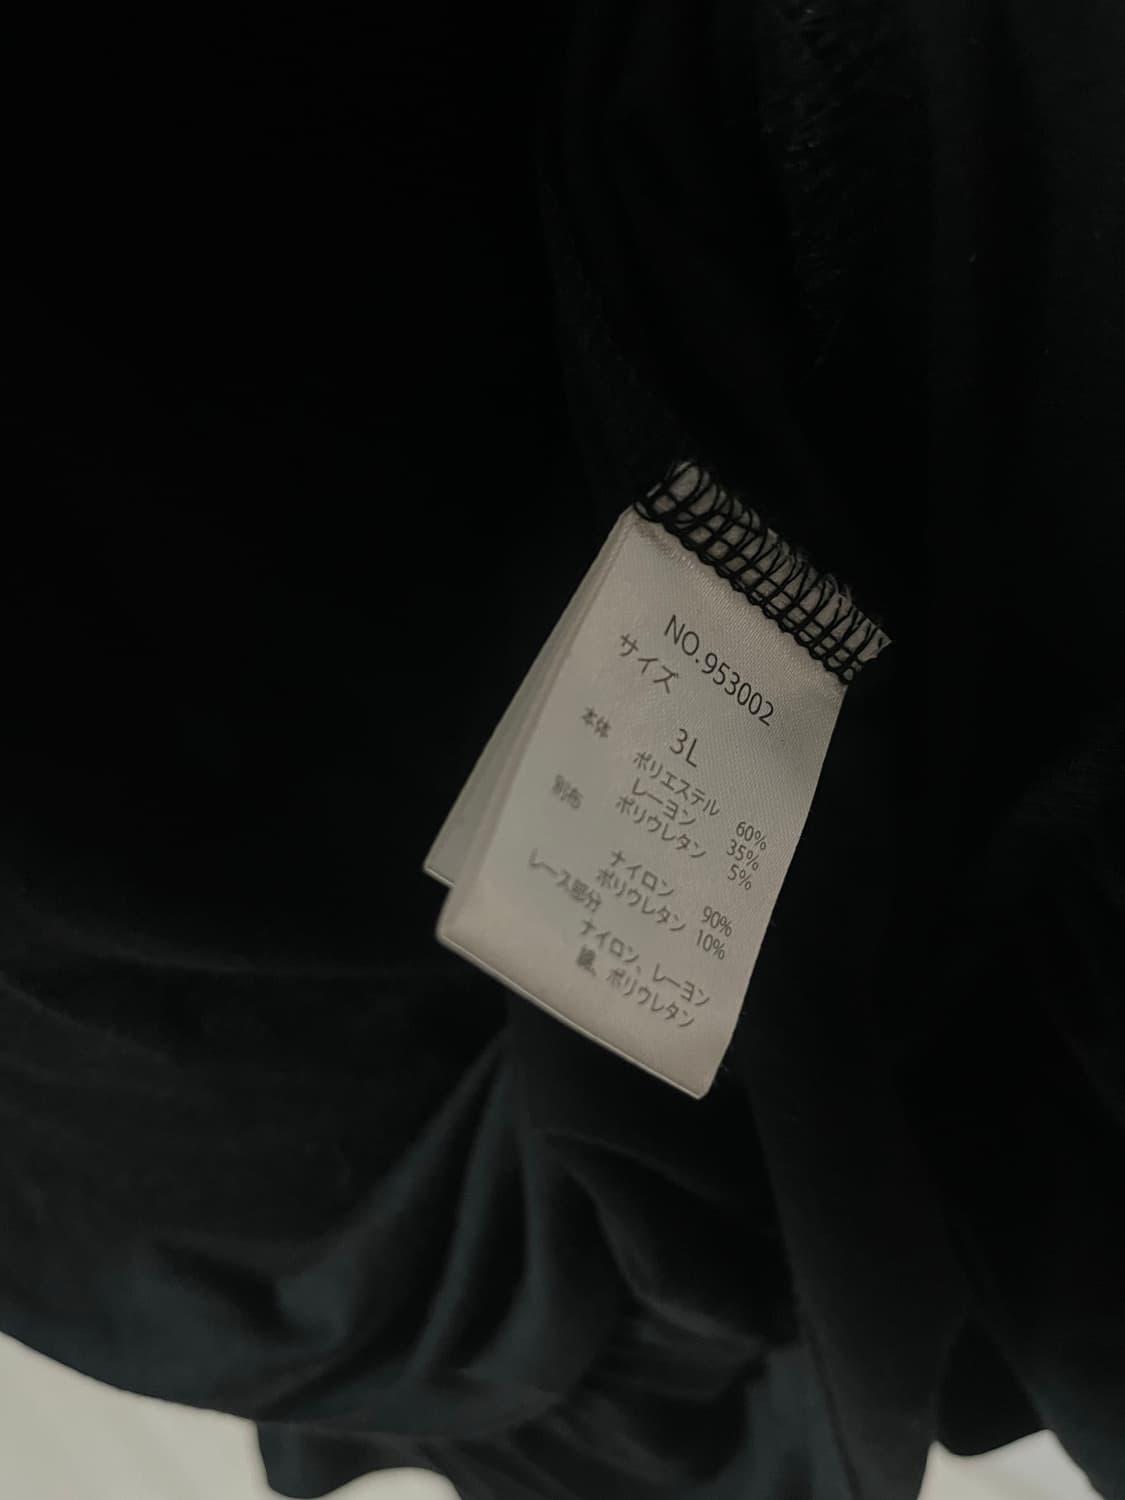 NO.953002
サイズ 3L
本体 ポリエステル 60%
レーヨン 35%
ポリウレタン 5%
別布 ナイロン 90%
ポリウレタン 10%
レース部分
ナイロン、レーヨン
綿、ポリウレタン